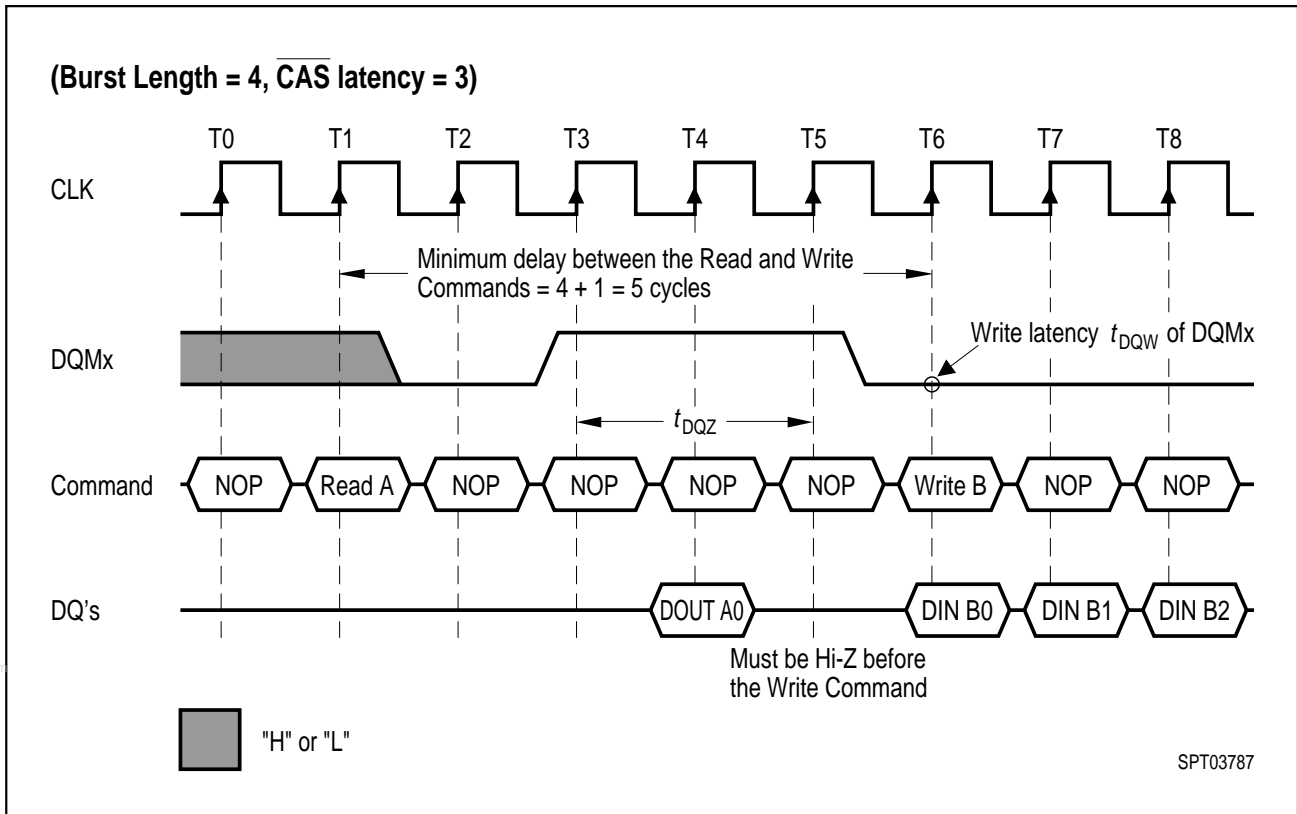 (Burst Length = 4, CAS latency = 3)
T0 T1 T2 T3 T4 T5 T6 T7 T8
CLK
Minimum delay between the Read and Write
Commands = 4 + 1 = 5 cycles
Write latency tDQW of DQMx
DQMx
tDQZ
Command NOP Read A NOP NOP NOP NOP Write B NOP NOP
DQ's DOUT A0 DIN B0 DIN B1 DIN B2
Must be Hi-Z before
the Write Command
"H" or "L"
SPT03787